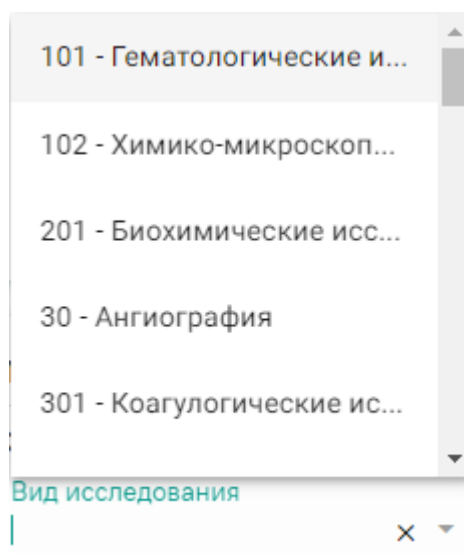 101 - Гематологические и...
102 - Химико-микроскоп...
201 - Биохимические исс...
30 - Ангиография
301 - Коагулогические ис...
Вид исследования